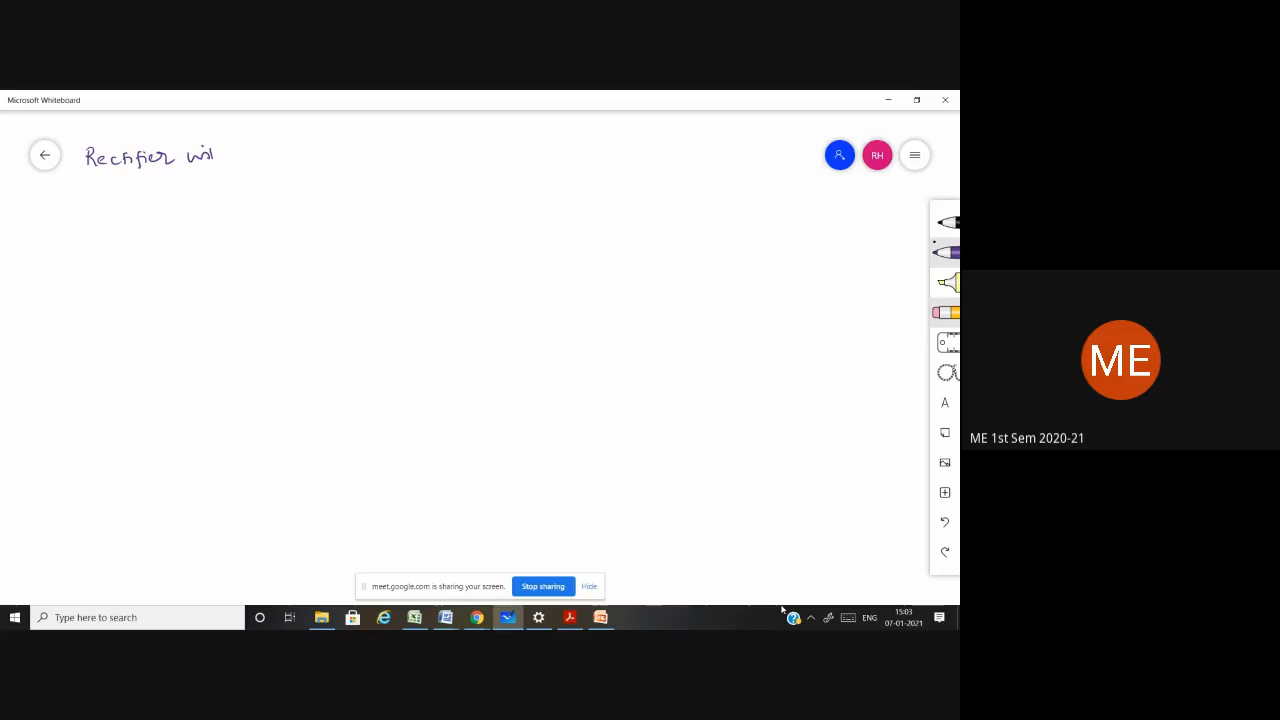 Microsoft Whiteboard
Rectifier wit
RH
A
ME
ME 1st Sem 2020-21
meet.google.com is sharing your screen. Stop sharing Hide
Type here to search
ENG
15:03
07-01-2021